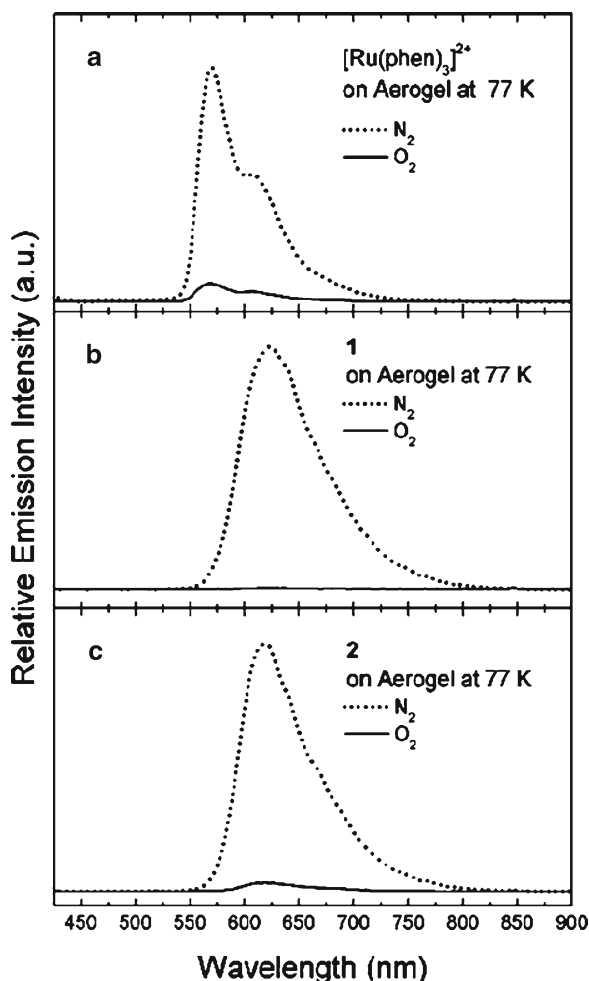 Relative Emission Intensity (a.u.)
a
[Ru(phen)₃]²⁺
on Aerogel at 77 K
N₂
O₂
b
1
on Aerogel at 77 K
N₂
O₂
c
2
on Aerogel at 77 K
N₂
O₂
450 500 550 600 650 700 750 800 850 900
Wavelength (nm)